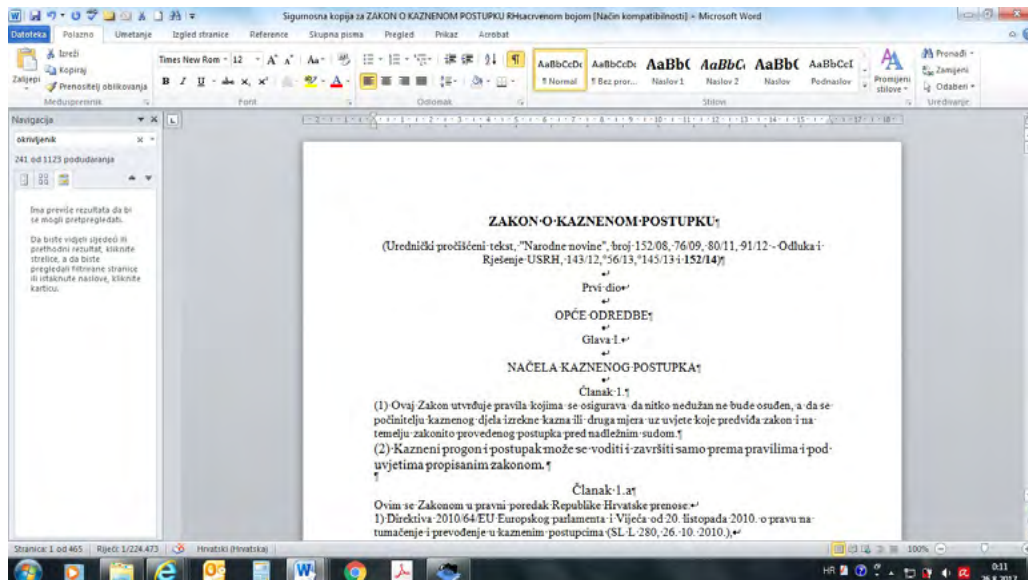 Sigurnosna kopija za ZAKON O KAZNENOM POSTUPKU RHsacrvenom bojom [Način kompatibilnosti] - Microsoft Word
Datoteka Polazno Umetanje Izgled stranice Reference Skupna pisma Pregled Prikaz Acrobat
Zalijepi
Izreži
Kopiraj
Prenositelj oblikovanja
Međuspremnik
Times New Rom 12
Font
Odlomak
AaBbCcDc AaBbCcDc AaBbC AaBbC AaBbC AaBbCcI
¶ Normal ¶ Bez pror... Naslov 1 Naslov 2 Naslov Podnaslov
Promijeni stilove
Stilovi
Pronađi
Zamijeni
Odaberi
Uređivanje
Navigacija
okrivljenik
241 od 1123 podudaranja
Ima previše rezultata da bi
se mogli pretpregledati.
Da biste vidjeli sljedeći ili
prethodni rezultat, kliknite
strelice, a da biste
pregledali filtrirane stranice
ili istaknute naslove, kliknite
karticu.
ZAKON O KAZNENOM POSTUPKU¶
(Urednički pročišćeni tekst, "Narodne novine", broj 152/08, 76/09, 80/11, 91/12 - Odluka i
Rješenje USRH, 143/12, 56/13, 145/13 i 152/14)¶
Prvi dio
OPĆE ODREDBE¶
Glava I.
NAČELA KAZNENOG POSTUPKA¶
Članak 1.¶
(1) Ovaj Zakon utvrđuje pravila kojima se osigurava da nitko nedužan ne bude osuđen, a da se
počinitelju kaznenog djela izrekne kazna ili druga mjera uz uvjete koje predviđa zakon i na
temelju zakonito provedenog postupka pred nadležnim sudom.¶
(2) Kazneni progon i postupak može se voditi i završiti samo prema pravilima i pod
uvjetima propisanim zakonom. ¶
¶
Članak 1.a¶
Ovim se Zakonom u pravni poredak Republike Hrvatske prenose:
1) Direktiva 2010/64/EU Europskog parlamenta i Vijeća od 20. listopada 2010. o pravu na
tumačenje i prevođenje u kaznenim postupcima (SL L 280, 26. 10. 2010.),
Stranica: 1 od 465 Riječi: 1/224.473 Hrvatski (Hrvatska) 100%
HR 0:11